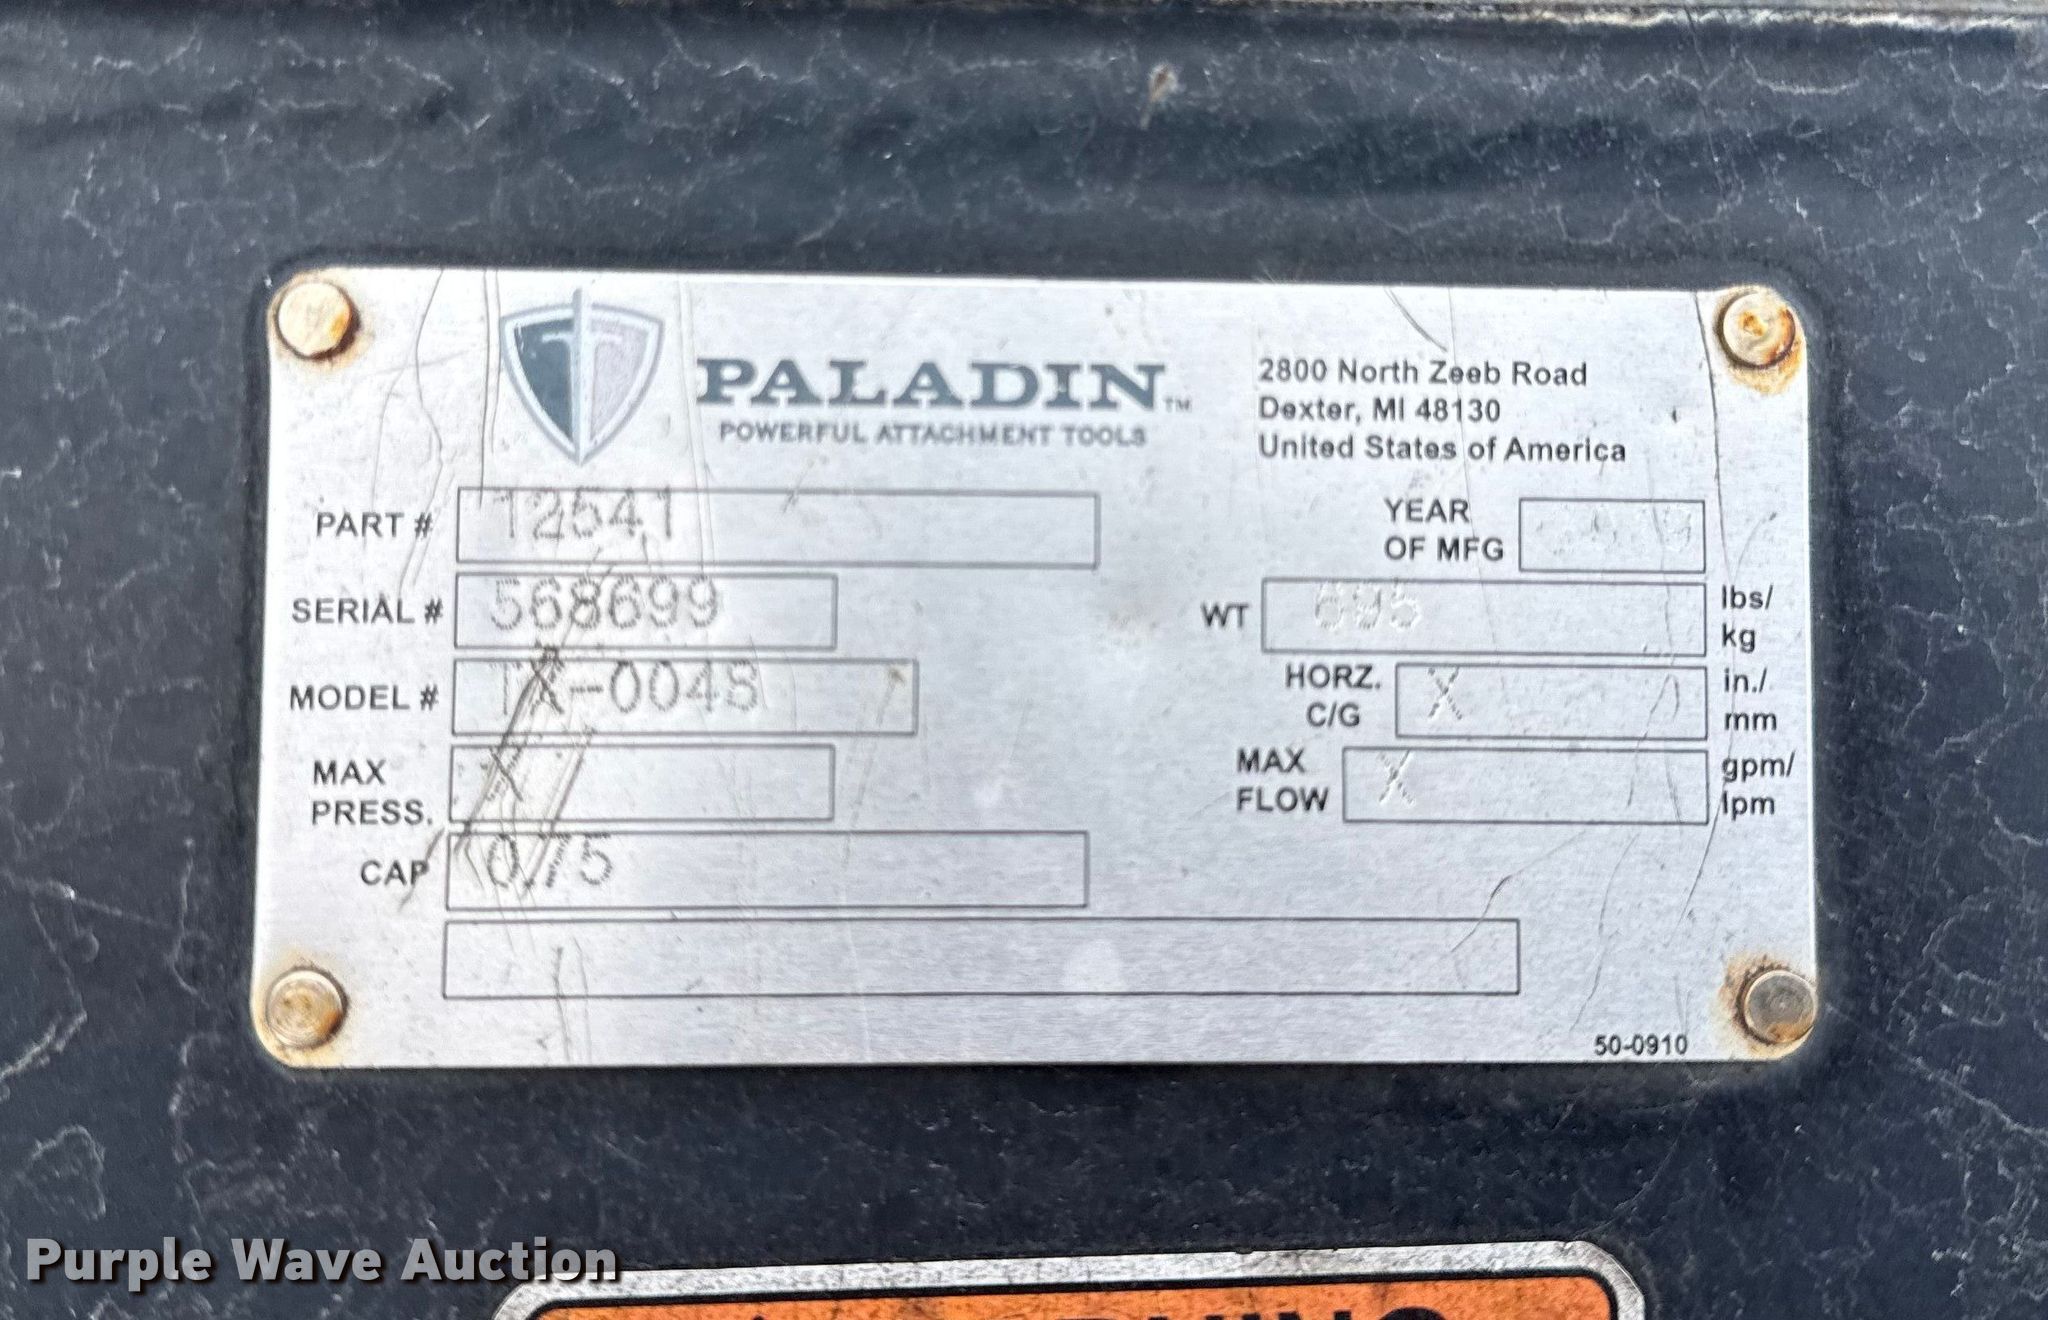 PALADIN™
POWERFUL ATTACHMENT TOOLS
2800 North Zeeb Road
Dexter, MI 48130
United States of America
PART # 12541
YEAR
OF MFG
SERIAL # 568699
WT 695 lbs/
kg
MODEL # TX-0048
HORZ.
C/G X in./
mm
MAX
PRESS. X
MAX
FLOW X gpm/
lpm
CAP 0.75
50-0910
Purple Wave Auction